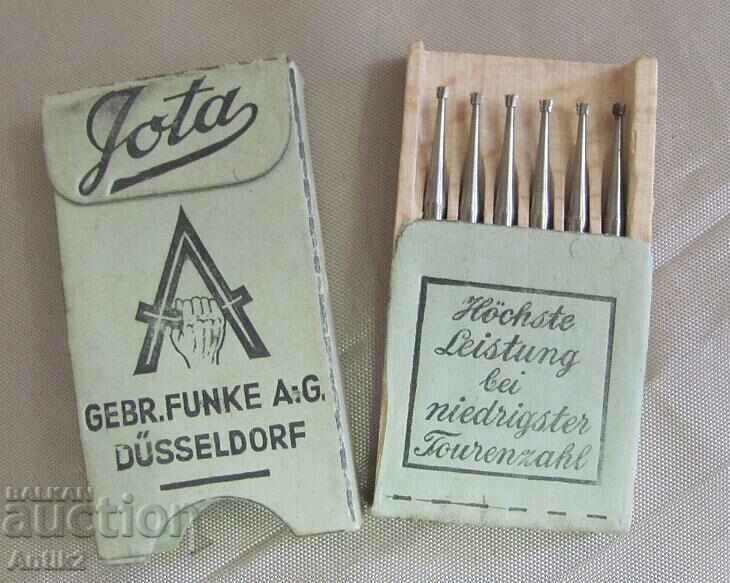 Jota
A
GEBR. FUNKE A:G.
DÜSSELDORF
Höchste
Leistung
bei
niedrigster
Tourenzahl
BALKAN
auction
Antik2